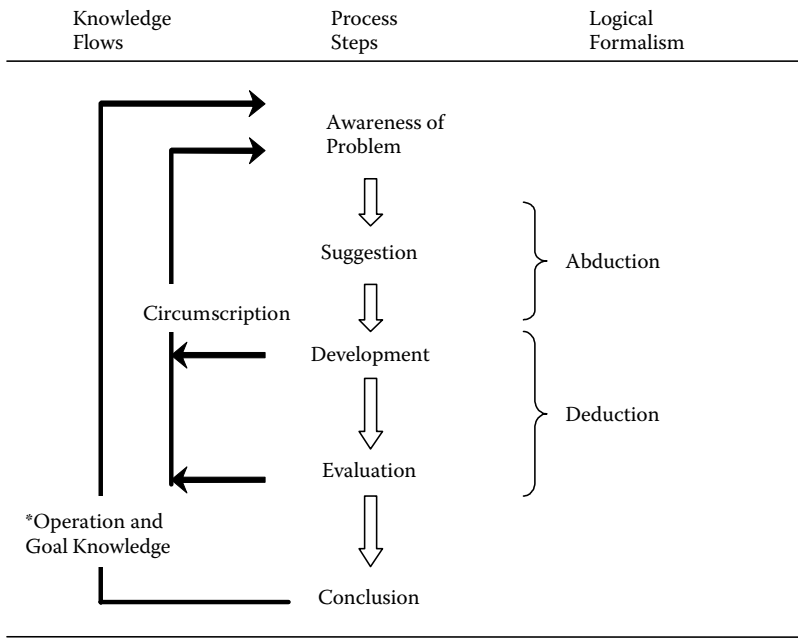 Knowledge
Flows
Process
Steps
Logical
Formalism
Awareness of
Problem
Suggestion
Abduction
Circumscription
Development
Deduction
Evaluation
*Operation and
Goal Knowledge
Conclusion